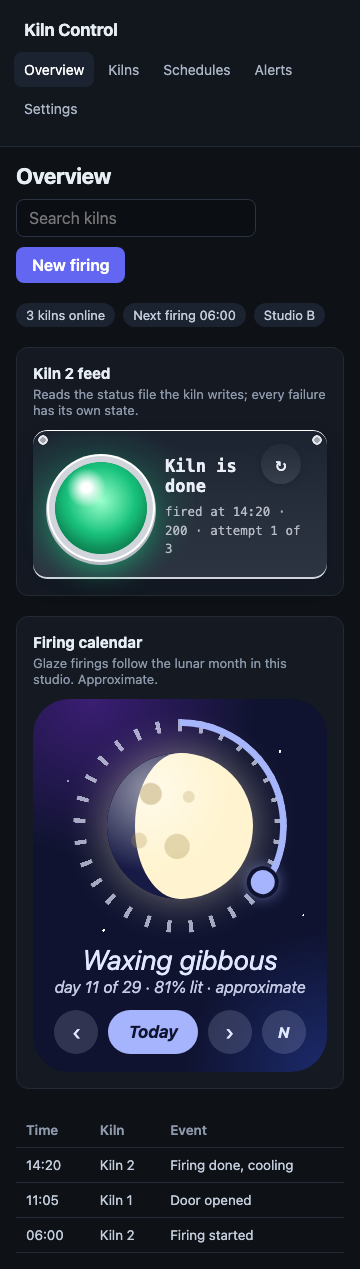 Kiln Control
Overview Kilns Schedules Alerts
Settings
Overview
Search kilns
New firing
3 kilns online Next firing 06:00 Studio B
Kiln 2 feed
Reads the status file the kiln writes; every failure
has its own state.
Kiln is
done
↻
fired at 14:20 ·
200 · attempt 1 of
3
Firing calendar
Glaze firings follow the lunar month in this
studio. Approximate.
Waxing gibbous
day 11 of 29 · 81% lit · approximate
‹ Today › N
Time Kiln Event
14:20 Kiln 2 Firing done, cooling
11:05 Kiln 1 Door opened
06:00 Kiln 2 Firing started